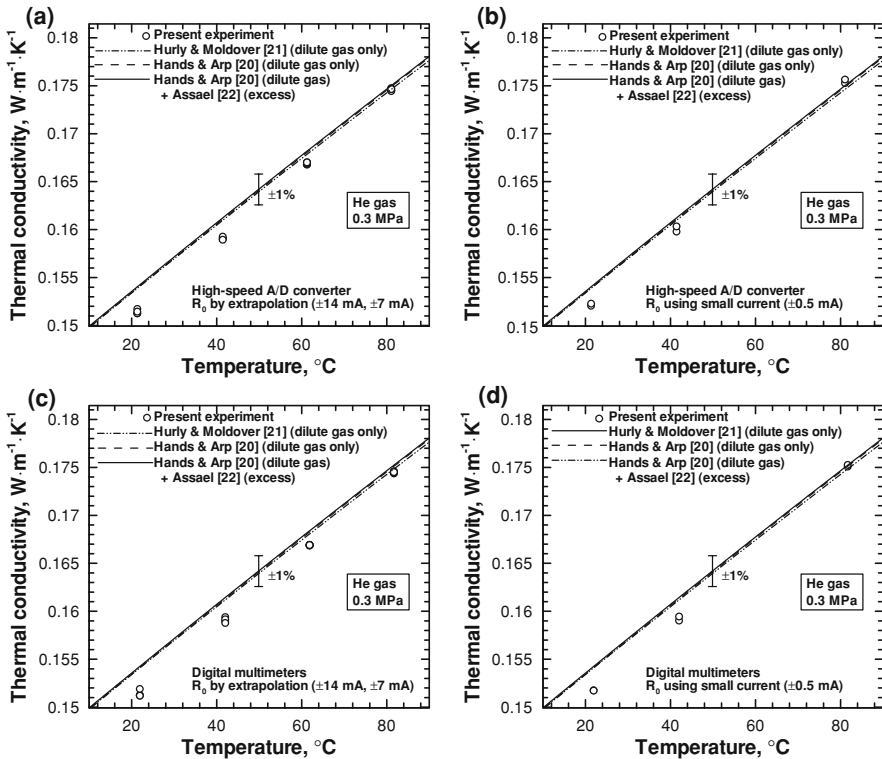 (a)
Thermal conductivity, W·m⁻¹·K⁻¹
0.18
0.175
0.17
0.165
0.16
0.155
0.15
Present experiment
Hurly & Moldover [21] (dilute gas only)
Hands & Arp [20] (dilute gas only)
Hands & Arp [20] (dilute gas)
+ Assael [22] (excess)
±1%
He gas
0.3 MPa
High-speed A/D converter
R₀ by extrapolation (±14 mA, ±7 mA)
20 40 60 80
Temperature, °C
(b)
Thermal conductivity, W·m⁻¹·K⁻¹
0.18
0.175
0.17
0.165
0.16
0.155
0.15
Present experiment
Hurly & Moldover [21] (dilute gas only)
Hands & Arp [20] (dilute gas only)
Hands & Arp [20] (dilute gas)
+ Assael [22] (excess)
±1%
He gas
0.3 MPa
High-speed A/D converter
R₀ using small current (±0.5 mA)
20 40 60 80
Temperature, °C
(c)
Thermal conductivity, W·m⁻¹·K⁻¹
0.18
0.175
0.17
0.165
0.16
0.155
0.15
Present experiment
Hurly & Moldover [21] (dilute gas only)
Hands & Arp [20] (dilute gas only)
Hands & Arp [20] (dilute gas)
+ Assael [22] (excess)
±1%
He gas
0.3 MPa
Digital multimeters
R₀ by extrapolation (±14 mA, ±7 mA)
20 40 60 80
Temperature, °C
(d)
Thermal conductivity, W·m⁻¹·K⁻¹
0.18
0.175
0.17
0.165
0.16
0.155
0.15
Present experiment
Hurly & Moldover [21] (dilute gas only)
Hands & Arp [20] (dilute gas only)
Hands & Arp [20] (dilute gas)
+ Assael [22] (excess)
±1%
He gas
0.3 MPa
Digital multimeters
R₀ using small current (±0.5 mA)
20 40 60 80
Temperature, °C